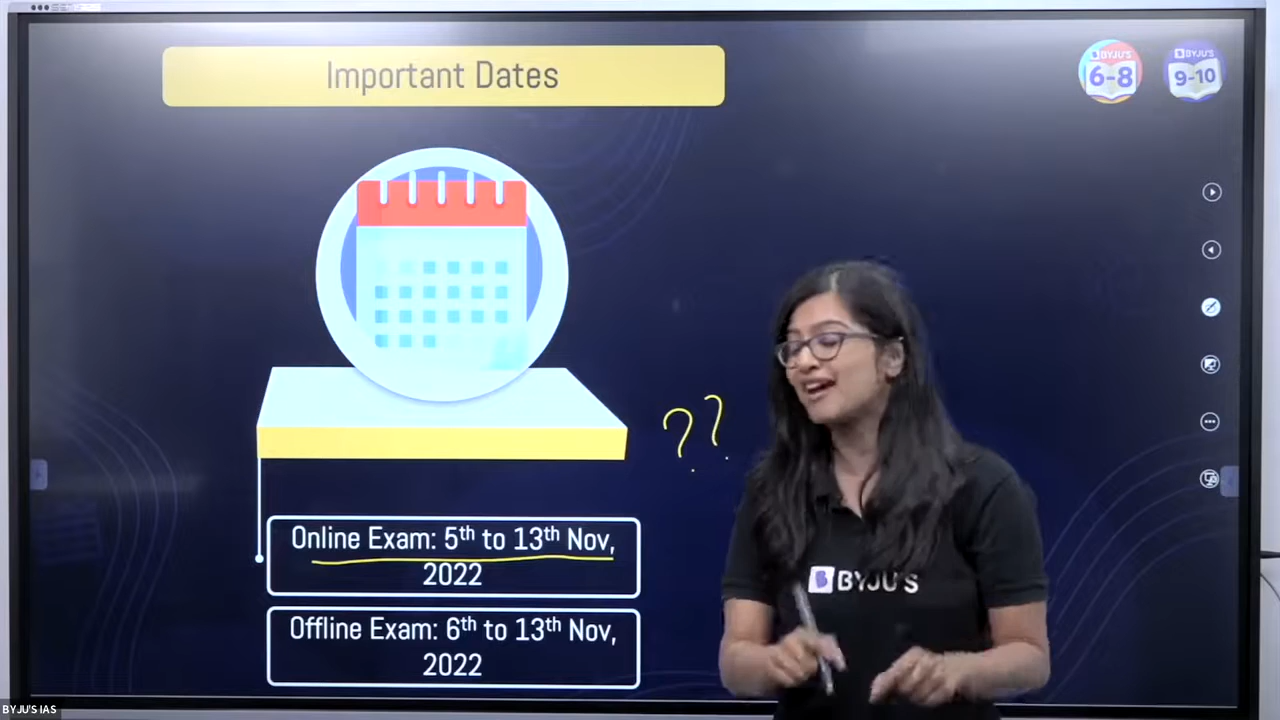 Important Dates
BYJU'S
6-8
BYJU'S
9-10
??
Online Exam: 5th to 13th Nov,
2022
Offline Exam: 6th to 13th Nov,
2022
BYJU'S
BYJU'S IAS